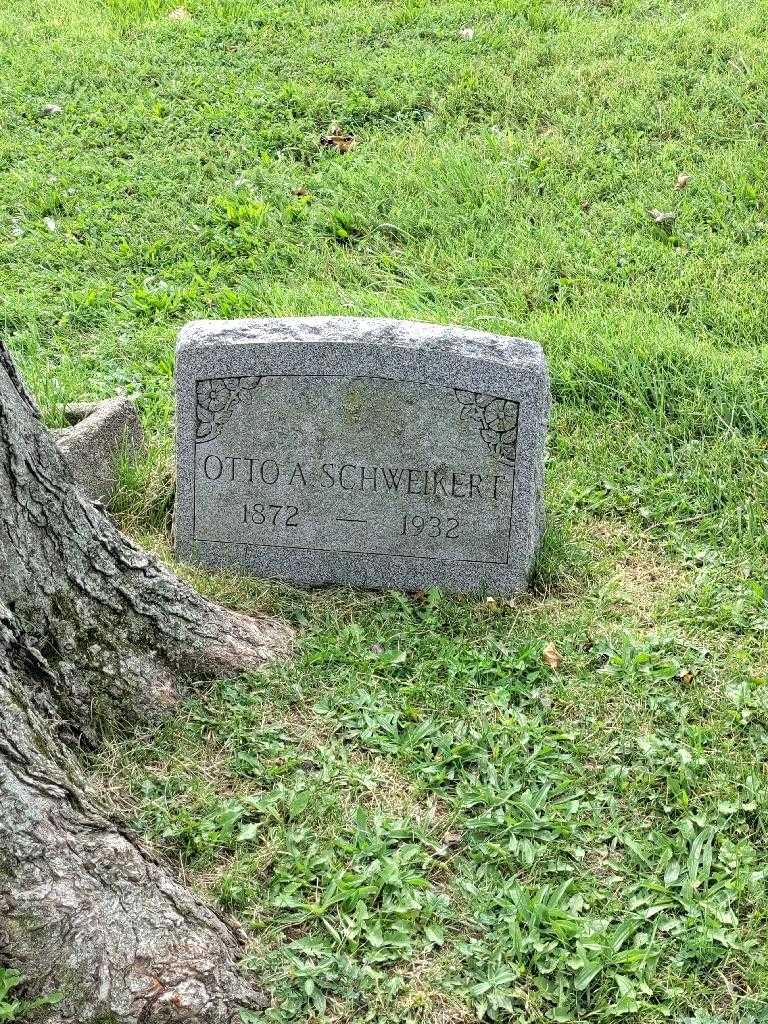 OTTO A. SCHWEIKERT
1872 — 1932